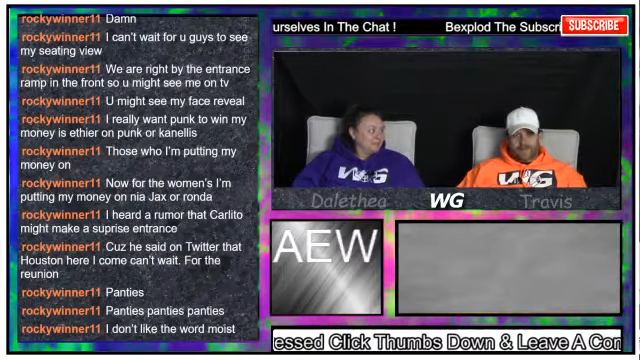 rockywinner11 Damn
rockywinner11 I can't wait for u guys to see
my seating view
rockywinner11 We are right by the entrance
ramp in the front so u might see me on tv
rockywinner11 U might see my face reveal
rockywinner11 I really want punk to win my
money is ethier on punk or kanellis
rockywinner11 Those who I'm putting my
money on
rockywinner11 Now for the women's I'm
putting my money on nia Jax or ronda
rockywinner11 I heard a rumor that Carlito
might make a suprise entrance
rockywinner11 Cuz he said on Twitter that
Houston here I come can't wait. For the
reunion
rockywinner11 Panties
rockywinner11 Panties panties panties
rockywinner11 I don't like the word moist
urselves In The Chat ! Bexplod The Subscri
SUBSCRIBE
WG
WG
Dalethea WG Travis
AEW
essed Click Thumbs Down & Leave A Com